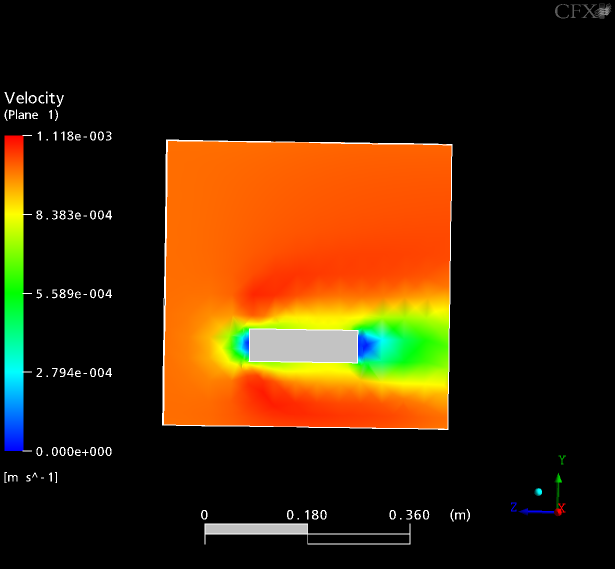 CFX
Velocity
(Plane 1)
1.118e-003
8.383e-004
5.589e-004
2.794e-004
0.000e+000
[m s^-1]
0 0.180 0.360 (m)
Y
Z X